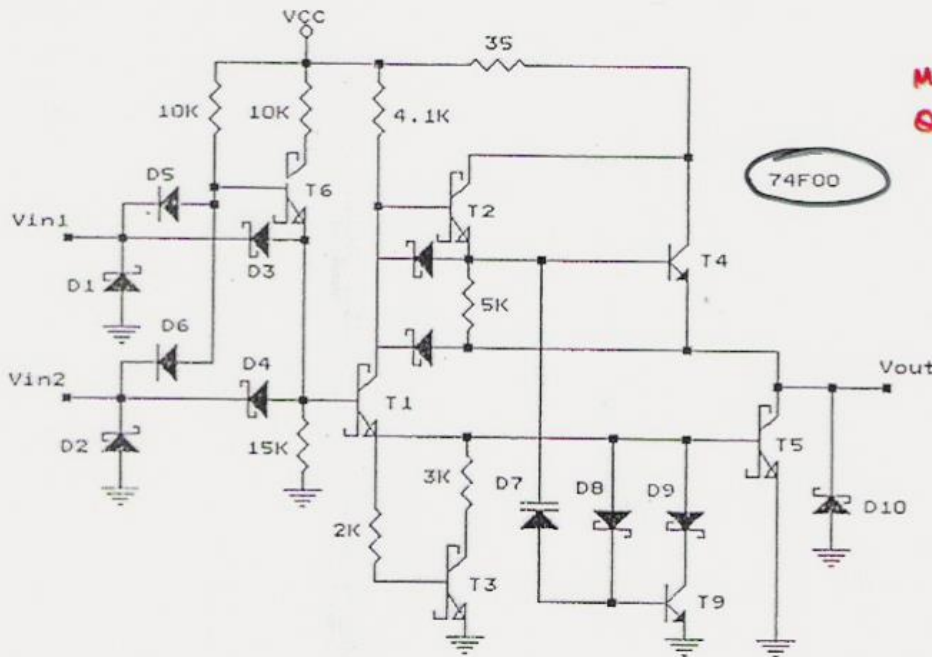 VCC
35
10K
10K
4.1K
M
74F00
D5
T6
T2
Vin1
D3
T4
D1
5K
D6
Vin2
D4
Vout
T1
D2
15K
3K
D7
D8
D9
T5
D10
2K
T3
T9